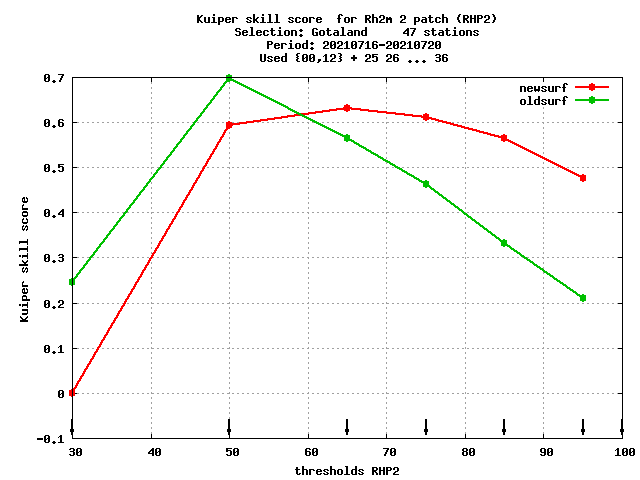 Kuiper skill score  for Rh2m 2 patch (RHP2)
Selection: Gotaland     47 stations
Period: 20210716-20210720
Used {00,12} + 25 26 ... 36
newsurf
oldsurf
Kuiper skill score
0.7
0.6
0.5
0.4
0.3
0.2
0.1
0
-0.1
30 40 50 60 70 80 90 100
thresholds RHP2